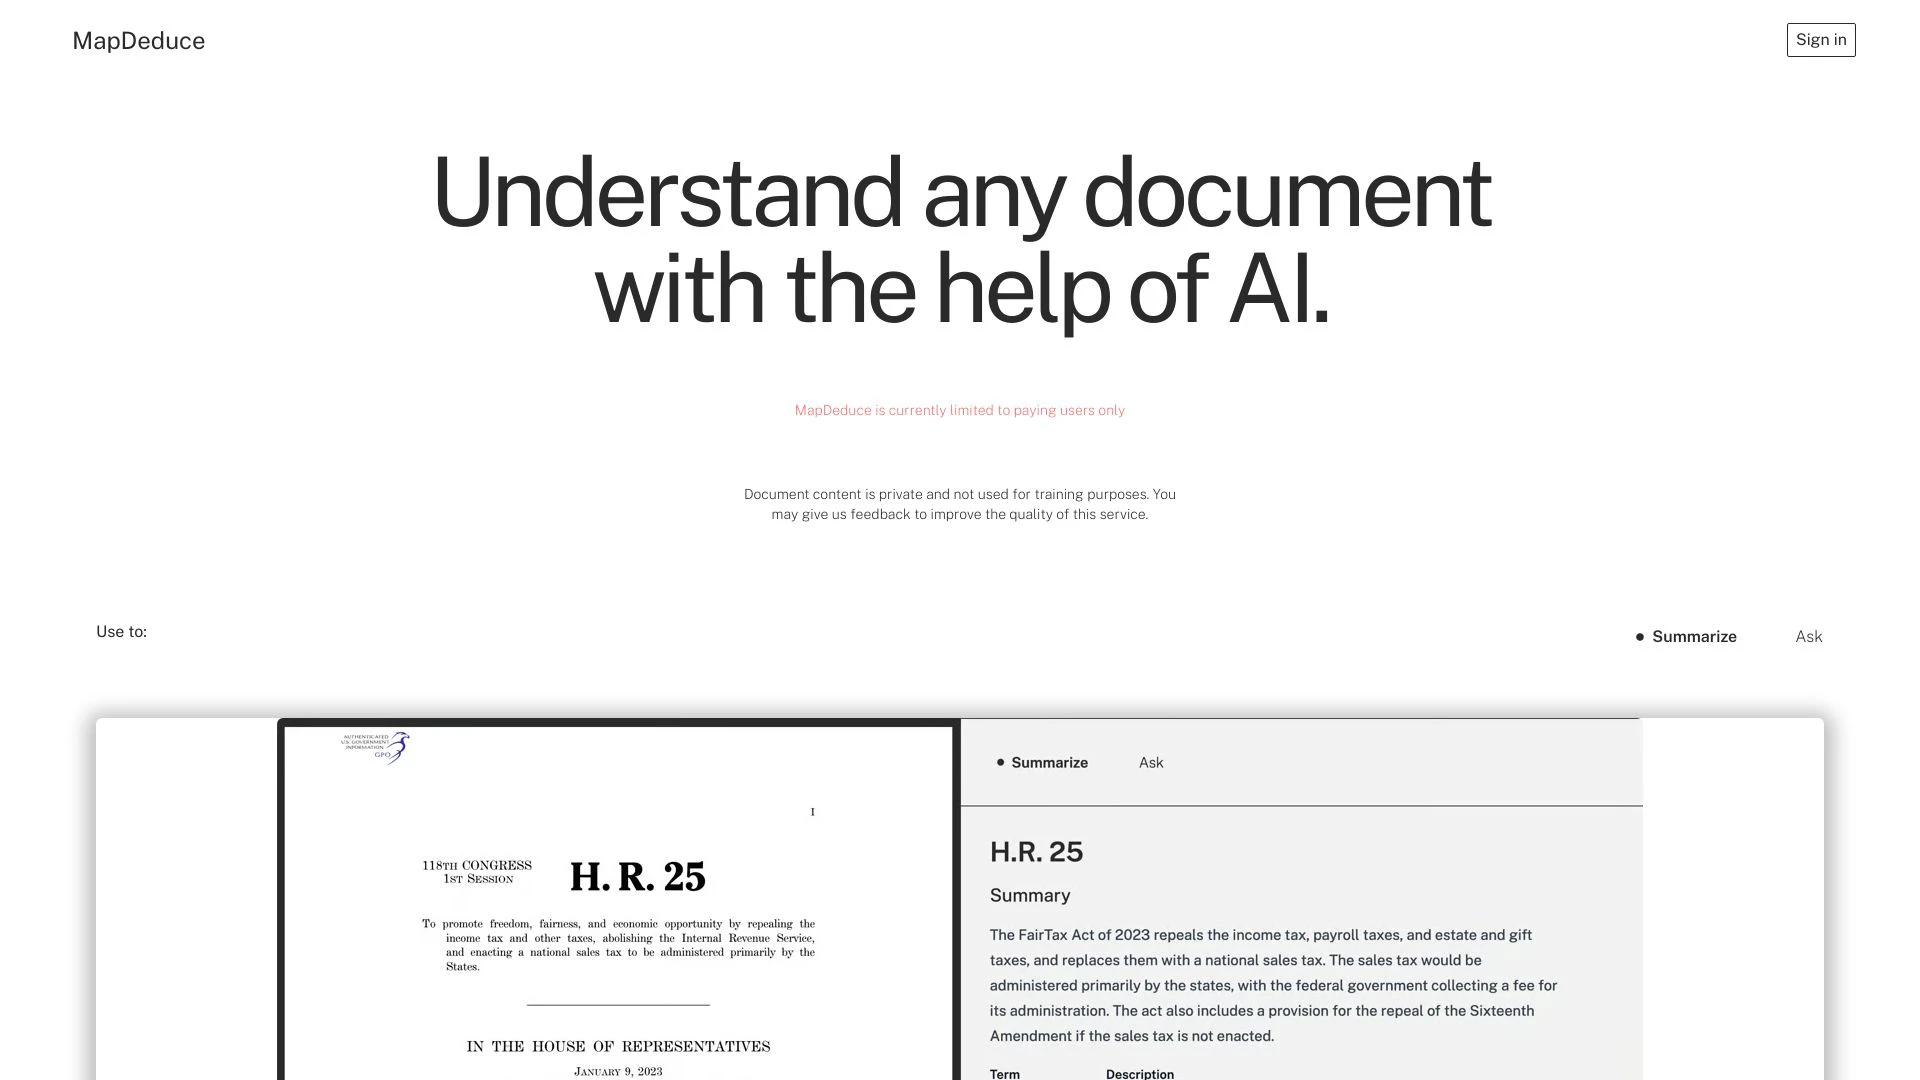 MapDeduce
Sign in
Understand any document
with the help of AI.
MapDeduce is currently limited to paying users only
Document content is private and not used for training purposes. You
may give us feedback to improve the quality of this service.
Use to:
Summarize
Ask
AUTHENTICATED
U.S. GOVERNMENT
INFORMATION
GPO
I
118TH CONGRESS
1ST SESSION
H. R. 25
To promote freedom, fairness, and economic opportunity by repealing the
income tax and other taxes, abolishing the Internal Revenue Service,
and enacting a national sales tax to be administered primarily by the
States.
IN THE HOUSE OF REPRESENTATIVES
JANUARY 9, 2023
Summarize
Ask
H.R. 25
Summary
The FairTax Act of 2023 repeals the income tax, payroll taxes, and estate and gift
taxes, and replaces them with a national sales tax. The sales tax would be
administered primarily by the states, with the federal government collecting a fee for
its administration. The act also includes a provision for the repeal of the Sixteenth
Amendment if the sales tax is not enacted.
Term Description